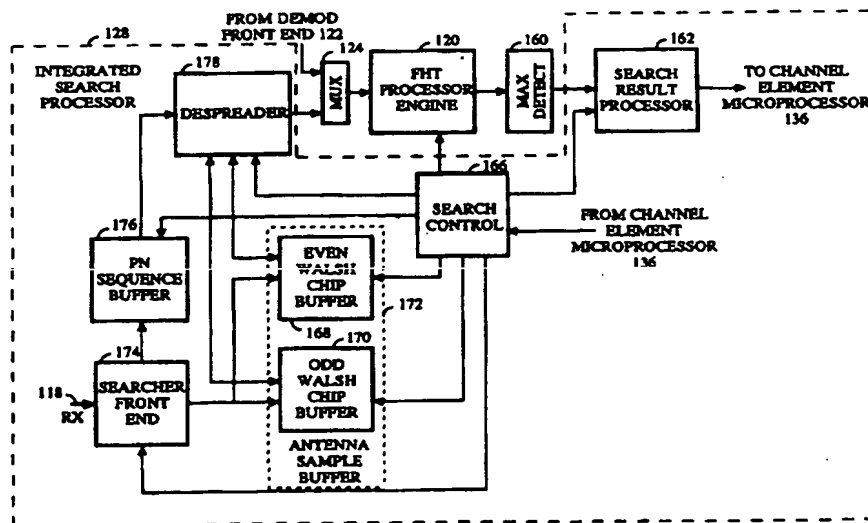 128
INTEGRATED
SEARCH
PROCESSOR
178
DESPREADER
FROM DEMOD
FRONT END 122
124
MUX
120
FHT
PROCESSOR
ENGINE
160
MAX
DETECT
162
SEARCH
RESULT
PROCESSOR
TO CHANNEL
ELEMENT
MICROPROCESSOR
136
166
SEARCH
CONTROL
FROM CHANNEL
ELEMENT
MICROPROCESSOR
136
176
PN
SEQUENCE
BUFFER
EVEN
WALSH
CHIP
BUFFER
168
172
170
ODD
WALSH
CHIP
BUFFER
ANTENNA
SAMPLE
BUFFER
174
SEARCHER
FRONT
END
118
RX